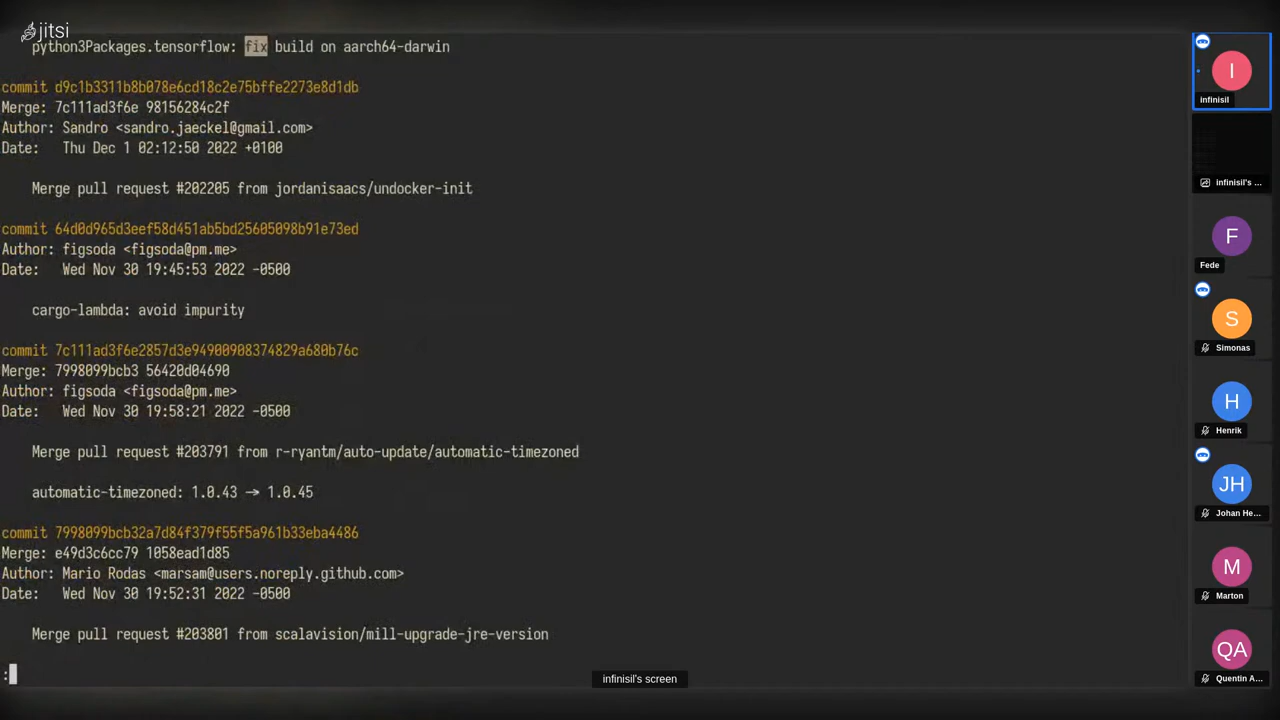 jitsi
python3Packages.tensorflow: fix build on aarch64-darwin
commit d9c1b3311b8b078e6cd18c2e75bffe2273e8d1db
Merge: 7c111ad3f6e 98156284c2f
Author: Sandro <sandro.jaeckel@gmail.com>
Date:   Thu Dec 1 02:12:50 2022 +0100
Merge pull request #202205 from jordanisaacs/undocker-init
commit 64d0d965d3eef58d451ab5bd25605098b91e73ed
Author: figsoda <figsoda@pm.me>
Date:   Wed Nov 30 19:45:53 2022 -0500
cargo-lambda: avoid impurity
commit 7c111ad3f6e2857d3e94900908374829a680b76c
Merge: 7998099bcb3 56420d04690
Author: figsoda <figsoda@pm.me>
Date:   Wed Nov 30 19:58:21 2022 -0500
Merge pull request #203791 from r-ryantm/auto-update/automatic-timezoned
automatic-timezoned: 1.0.43 -> 1.0.45
commit 7998099bcb32a7d84f379f55f5a961b33eba4486
Merge: e49d3c6cc79 1058ead1d85
Author: Mario Rodas <marsam@users.noreply.github.com>
Date:   Wed Nov 30 19:52:31 2022 -0500
Merge pull request #203801 from scalavision/mill-upgrade-jre-version
:
infinisil's screen
I
infinisil
infinisil's ...
F
Fede
S
Simonas
H
Henrik
JH
Johan He...
M
Marton
QA
Quentin A...